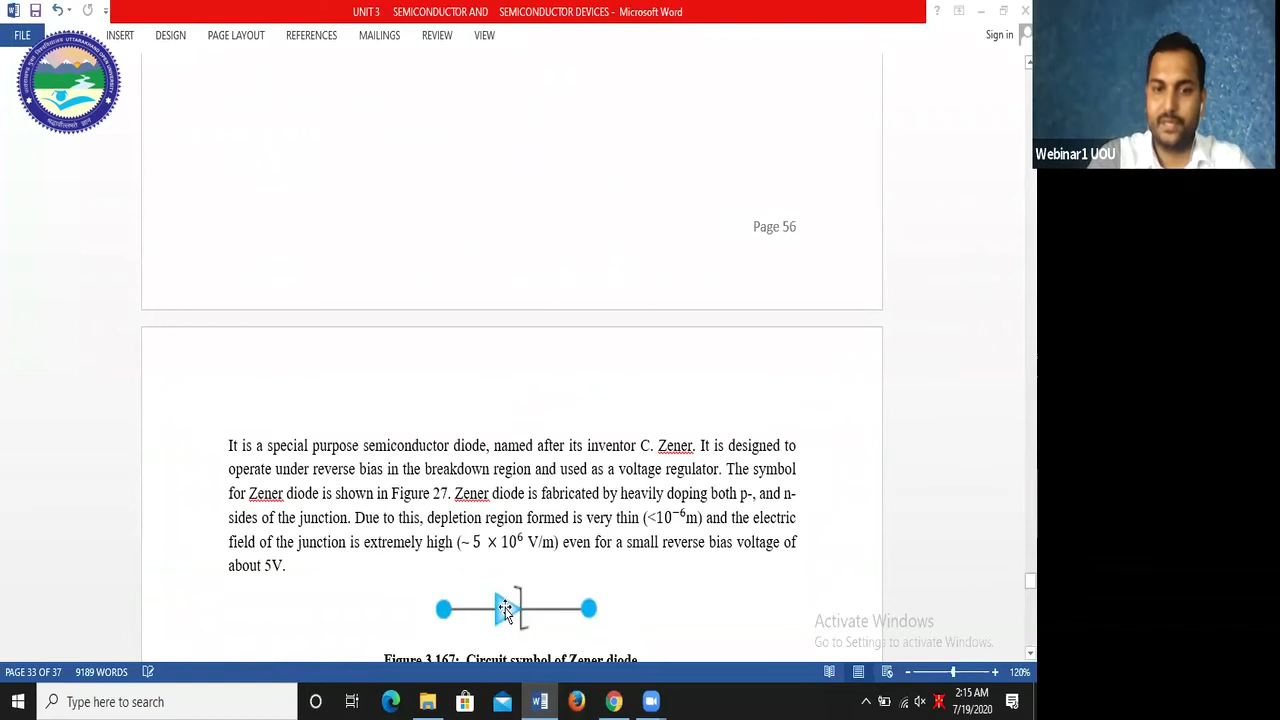 UNIT 3 SEMICONDUCTOR AND SEMICONDUCTOR DEVICES - Microsoft Word
FILE INSERT DESIGN PAGE LAYOUT REFERENCES MAILINGS REVIEW VIEW Sign in
Webinar1 UOU
Page 56
It is a special purpose semiconductor diode, named after its inventor C. Zener. It is designed to
operate under reverse bias in the breakdown region and used as a voltage regulator. The symbol
for Zener diode is shown in Figure 27. Zener diode is fabricated by heavily doping both p-, and n-
sides of the junction. Due to this, depletion region formed is very thin (<10⁻⁶m) and the electric
field of the junction is extremely high (~ 5 × 10⁶ V/m) even for a small reverse bias voltage of
about 5V.
Figure 3.167: Circuit symbol of Zener diode
Activate Windows
Go to Settings to activate Windows.
PAGE 33 OF 37 9189 WORDS 120%
Type here to search
2:15 AM
7/19/2020